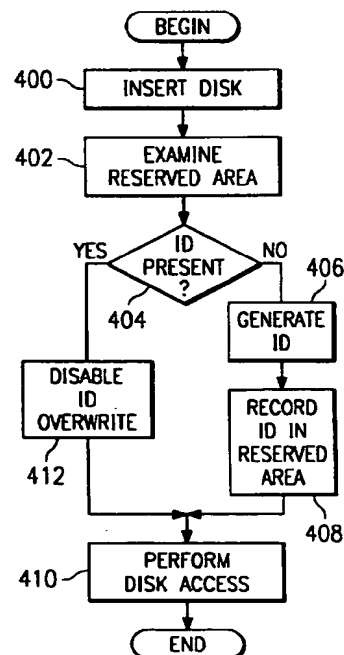 BEGIN
400
INSERT DISK
402
EXAMINE
RESERVED AREA
YES
ID
PRESENT
?
NO
404
406
GENERATE
ID
DISABLE
ID
OVERWRITE
412
RECORD
ID IN
RESERVED
AREA
408
410
PERFORM
DISK ACCESS
END